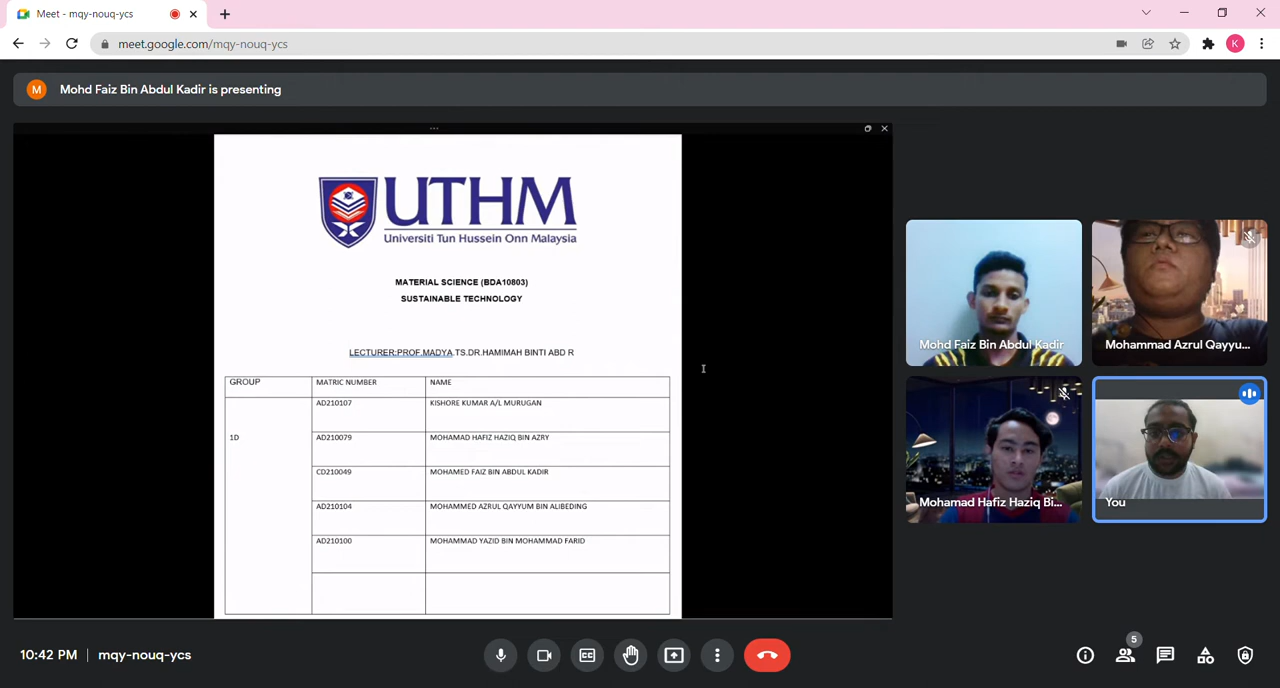 Meet - mqy-nouq-ycs
meet.google.com/mqy-nouq-ycs
K
M Mohd Faiz Bin Abdul Kadir is presenting
UTHM
Universiti Tun Hussein Onn Malaysia
MATERIAL SCIENCE (BDA10803)
SUSTAINABLE TECHNOLOGY
LECTURER:PROF.MADYA.TS.DR.HAMIMAH BINTI ABD R
GROUP MATRIC NUMBER NAME
AD210107 KISHORE KUMAR A/L MURUGAN
1D AD210079 MOHAMAD HAFIZ HAZIQ BIN AZRY
CD210049 MOHAMED FAIZ BIN ABDUL KADIR
AD210104 MOHAMMED AZRUL QAYYUM BIN ALIBEDING
AD210100 MOHAMMAD YAZID BIN MOHAMMAD FARID
Mohd Faiz Bin Abdul Kadir
Mohammad Azrul Qayyu...
Mohamad Hafiz Haziq Bi...
You
10:42 PM | mqy-nouq-ycs
5